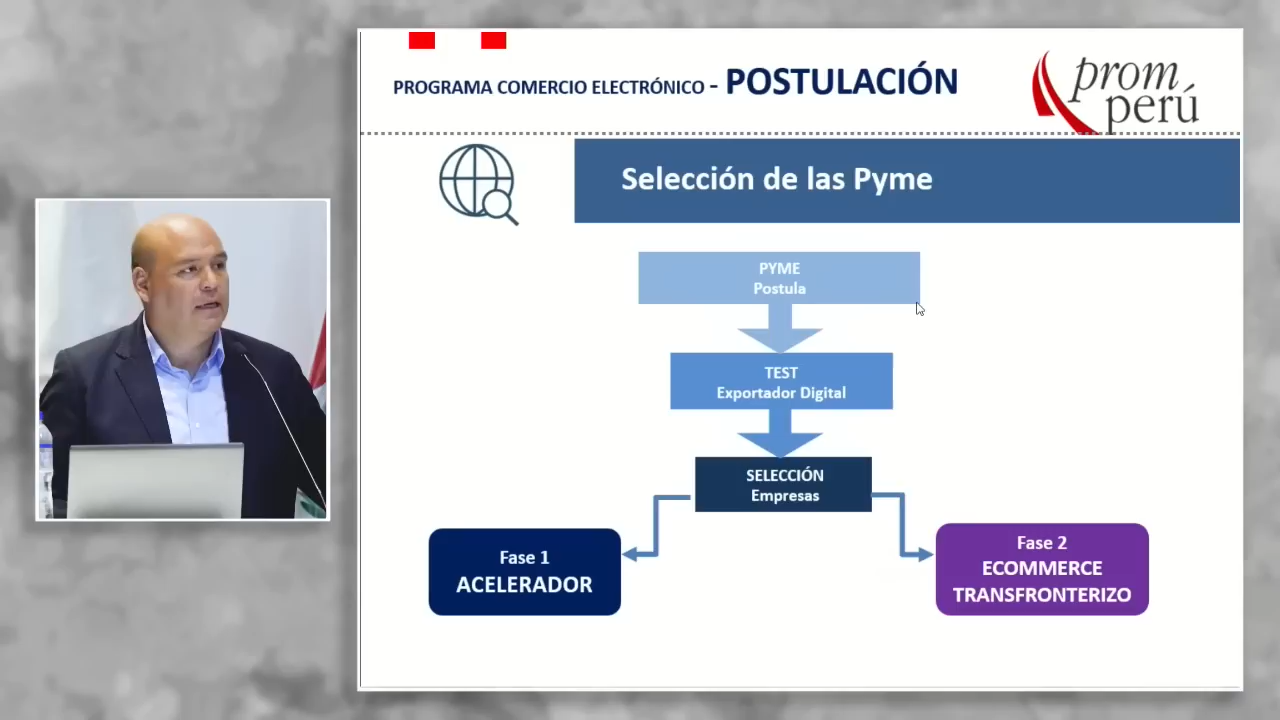 PROGRAMA COMERCIO ELECTRÓNICO - POSTULACIÓN
prom
perú
Selección de las Pyme
PYME
Postula
TEST
Exportador Digital
SELECCIÓN
Empresas
Fase 1
ACELERADOR
Fase 2
ECOMMERCE
TRANSFRONTERIZO